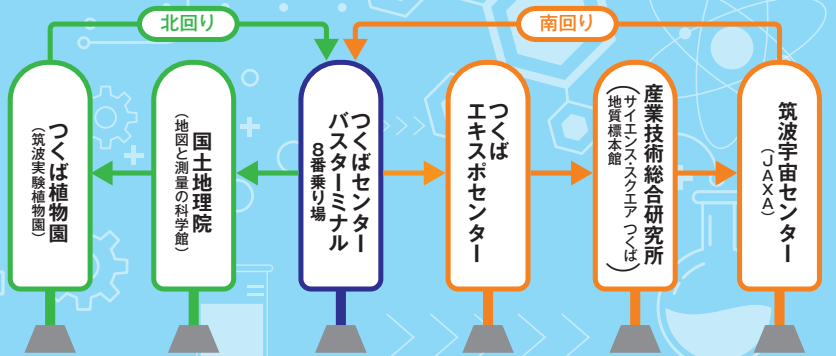 北回り
南回り
つくば植物園
(筑波実験植物園)
国土地理院
(地図と測量の科学館)
つくばセンター
バスターミナル
8番乗り場
つくば
エキスポセンター
産業技術総合研究所
(サイエンス・スクエア つくば
地質標本館)
筑波宇宙センター
(JAXA)